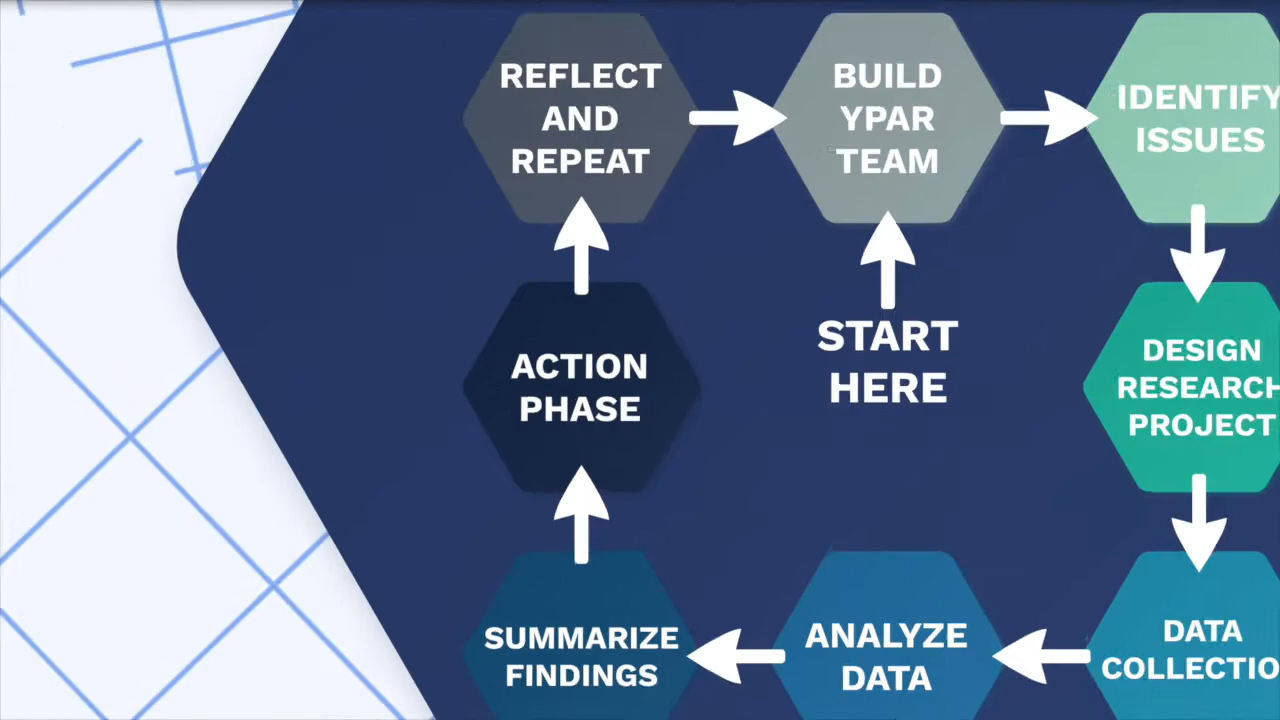 REFLECT
AND
REPEAT
BUILD
YPAR
TEAM
IDENTIFY
ISSUES
START
HERE
ACTION
PHASE
DESIGN
RESEARCH
PROJECT
SUMMARIZE
FINDINGS
ANALYZE
DATA
DATA
COLLECTIO